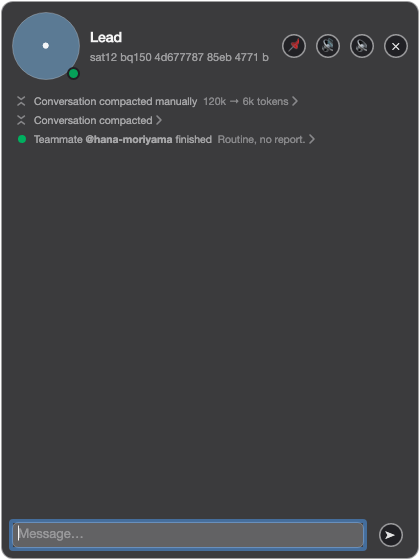 Lead
sat12 bq150 4d677787 85eb 4771 b
Conversation compacted manually 120k → 6k tokens
Conversation compacted
Teammate @hana-moriyama finished Routine, no report.
Message…